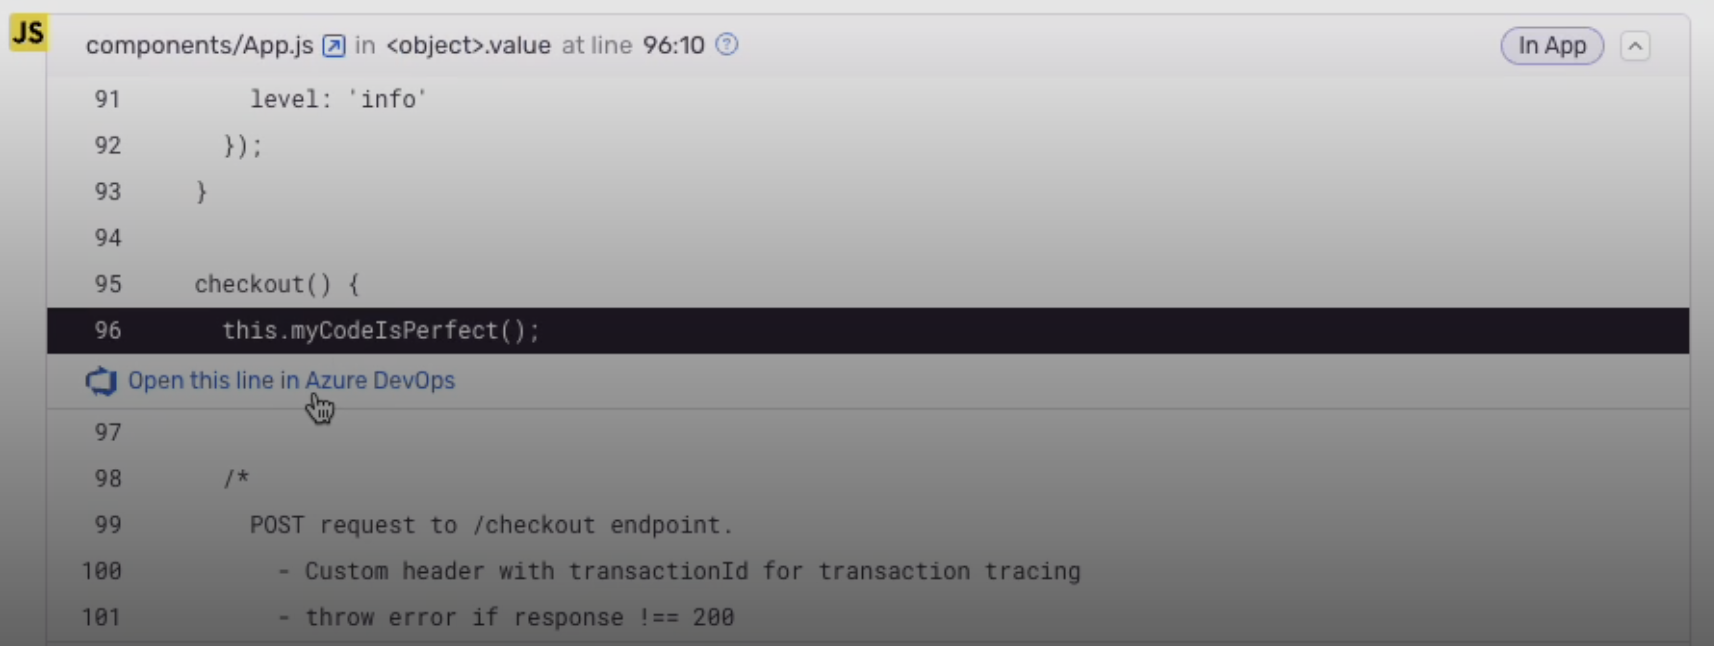 JS
components/App.js in <object>.value at line 96:10 ? In App
91 level: 'info'
92 });
93 }
94
95 checkout() {
96 this.myCodeIsPerfect();
Open this line in Azure DevOps
97
98 /*
99 POST request to /checkout endpoint.
100 - Custom header with transactionId for transaction tracing
101 - throw error if response !== 200